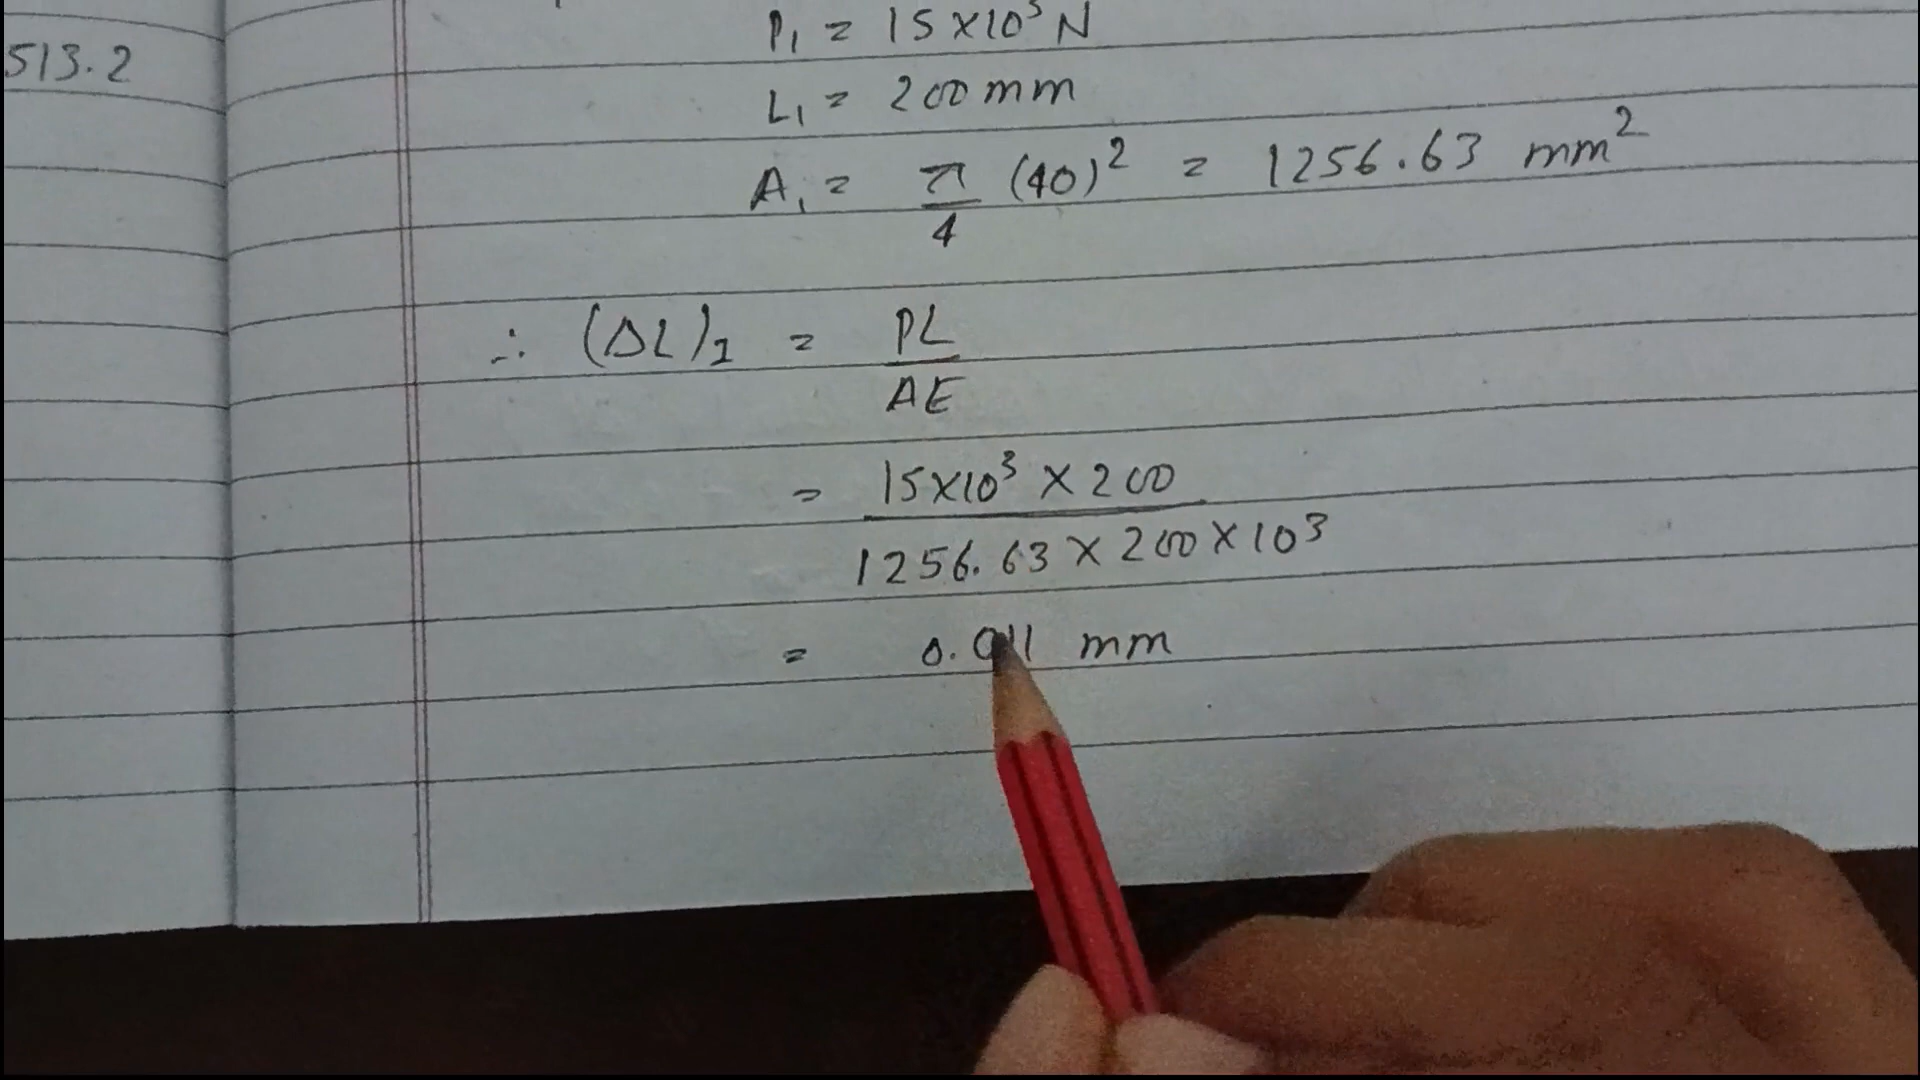 513.2
P₁ = 15×10³ N
L₁ = 200 mm
A₁ = π/4 (40)² = 1256.63 mm²
∴ (ΔL)₁ = PL/AE
= 15×10³ × 200 / 1256.63 × 200 × 10³
= 0.011 mm